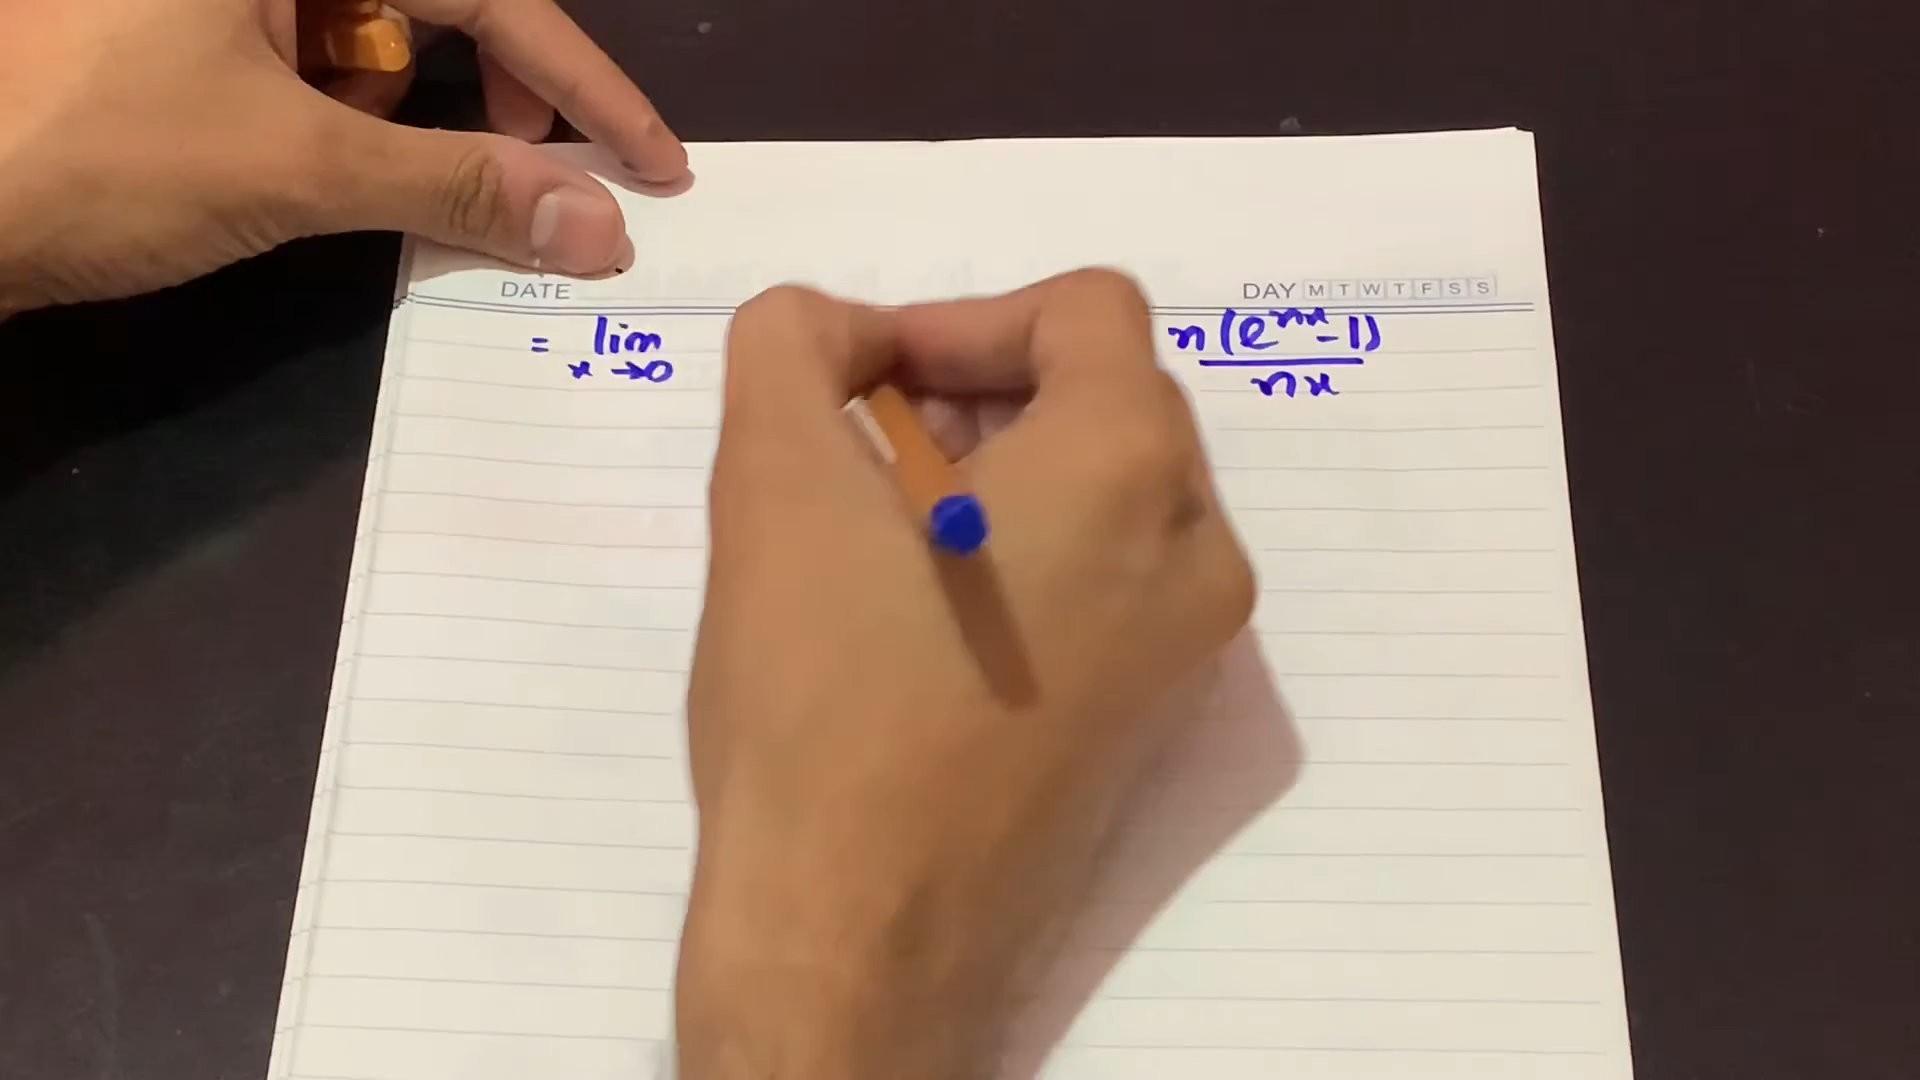 DATE DAY M T W T F S S
= lim n(e^{nx}-1)
x→0 nx